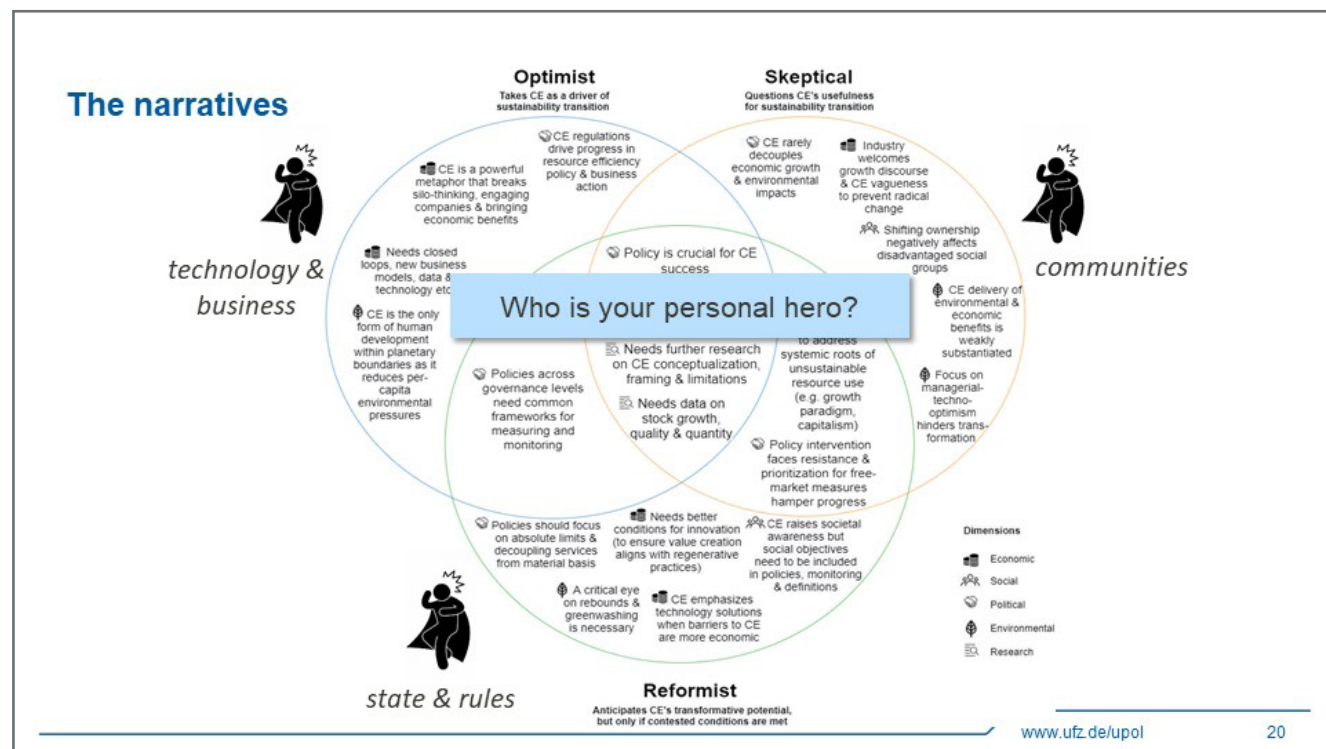 The narratives
Optimist
Takes CE as a driver of
sustainability transition
Skeptical
Questions CE's usefulness
for sustainability transition
CE regulations
drive progress in
resource efficiency
policy & business
action
CE is a powerful
metaphor that breaks
silo-thinking, engaging
companies & bringing
economic benefits
CE rarely
decouples
economic growth
& environmental
impacts
Industry
welcomes
growth discourse
& CE vagueness
to prevent radical
change
technology &
business
Needs closed
loops, new business
models, data &
technology etc
Policy is crucial for CE
success
Shifting ownership
negatively affects
disadvantaged social
groups
communities
Who is your personal hero?
CE is the only
form of human
development
within planetary
boundaries as it
reduces per-
capita
environmental
pressures
Policies across
governance levels
need common
frameworks for
measuring and
monitoring
Needs further research
on CE conceptualization,
framing & limitations
Needs data on
stock growth,
quality & quantity
to address
systemic roots of
unsustainable
resource use
(e.g. growth
paradigm,
capitalism)
CE delivery of
environmental &
economic
benefits is
weakly
substantiated
Focus on
managerial-
techno-
optimism
hinders trans-
formation
Policy intervention
faces resistance &
prioritization for free-
market measures
hamper progress
Policies should focus
on absolute limits &
decoupling services
from material basis
Needs better
conditions for innovation
(to ensure value creation
aligns with regenerative
practices)
CE raises societal
awareness but
social objectives
need to be included
in policies, monitoring
& definitions
A critical eye
on rebounds &
greenwashing
is necessary
CE emphasizes
technology solutions
when barriers to CE
are more economic
Dimensions
Economic
Social
Political
Environmental
Research
state & rules
Reformist
Anticipates CE's transformative potential,
but only if contested conditions are met
www.ufz.de/upol
20